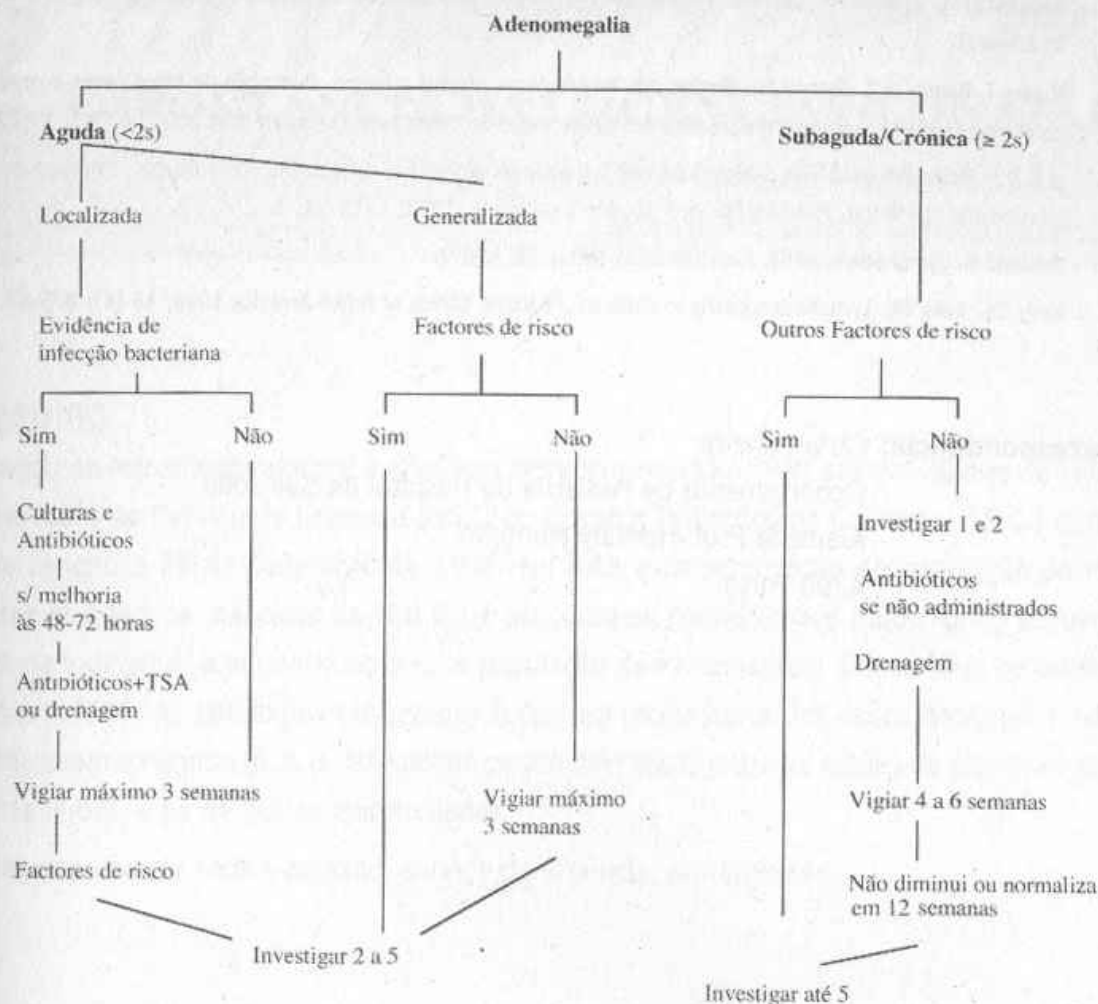 Adenomegalia
Aguda (<2s)
Subaguda/Crónica (≥ 2s)
Localizada
Generalizada
Evidência de
infecção bacteriana
Factores de risco
Outros Factores de risco
Sim
Não
Sim
Não
Sim
Não
Culturas e
Antibióticos
s/ melhoria
às 48-72 horas
Antibióticos+TSA
ou drenagem
Vigiar máximo 3 semanas
Factores de risco
Vigiar máximo
3 semanas
Investigar 2 a 5
Investigar 1 e 2
Antibióticos
se não administrados
Drenagem
Vigiar 4 a 6 semanas
Não diminui ou normaliza
em 12 semanas
Investigar até 5